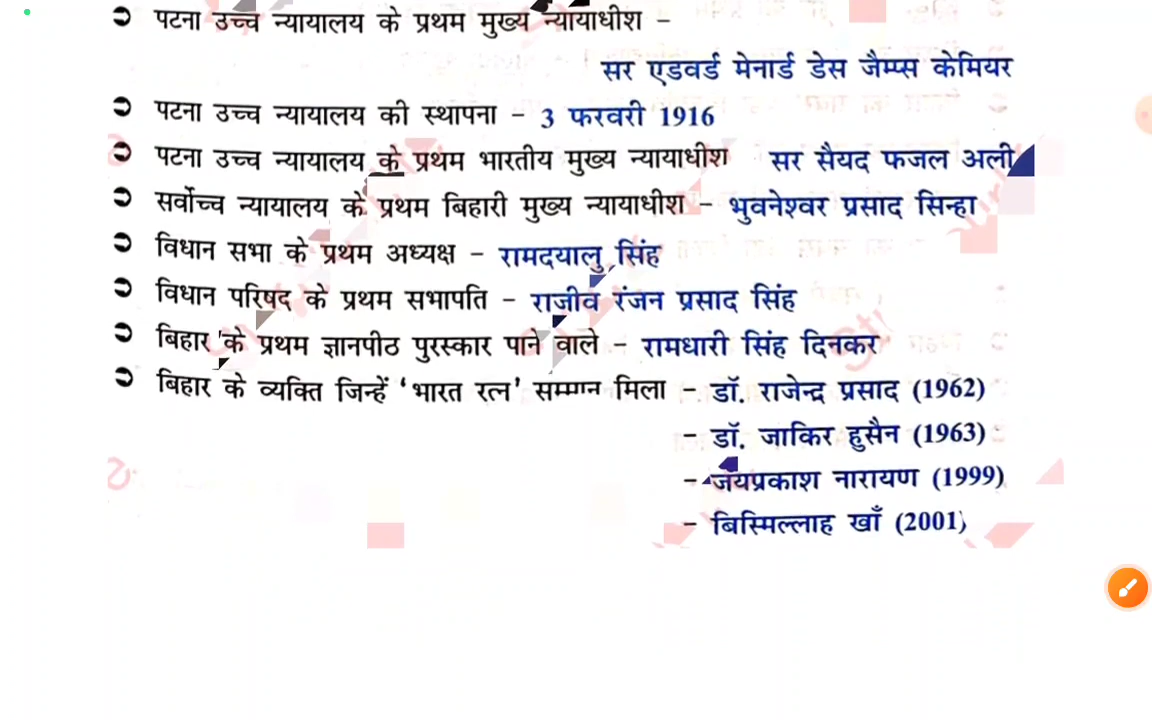 ➲ पटना उच्च न्यायालय के प्रथम मुख्य न्यायाधीश –
सर एडवर्ड मेनार्ड डेस जैम्प्स केमियर
➲ पटना उच्च न्यायालय की स्थापना – 3 फरवरी 1916
➲ पटना उच्च न्यायालय के प्रथम भारतीय मुख्य न्यायाधीश सर सैयद फजल अली
➲ सर्वोच्च न्यायालय के प्रथम बिहारी मुख्य न्यायाधीश – भुवनेश्वर प्रसाद सिन्हा
➲ विधान सभा के प्रथम अध्यक्ष – रामदयालु सिंह
➲ विधान परिषद के प्रथम सभापति – राजीव रंजन प्रसाद सिंह
➲ बिहार के प्रथम ज्ञानपीठ पुरस्कार पाने वाले – रामधारी सिंह दिनकर
➲ बिहार के व्यक्ति जिन्हें ‘भारत रत्न’ सम्मान मिला – डॉ. राजेन्द्र प्रसाद (1962)
– डॉ. जाकिर हुसैन (1963)
– जयप्रकाश नारायण (1999)
– बिस्मिल्लाह खाँ (2001)